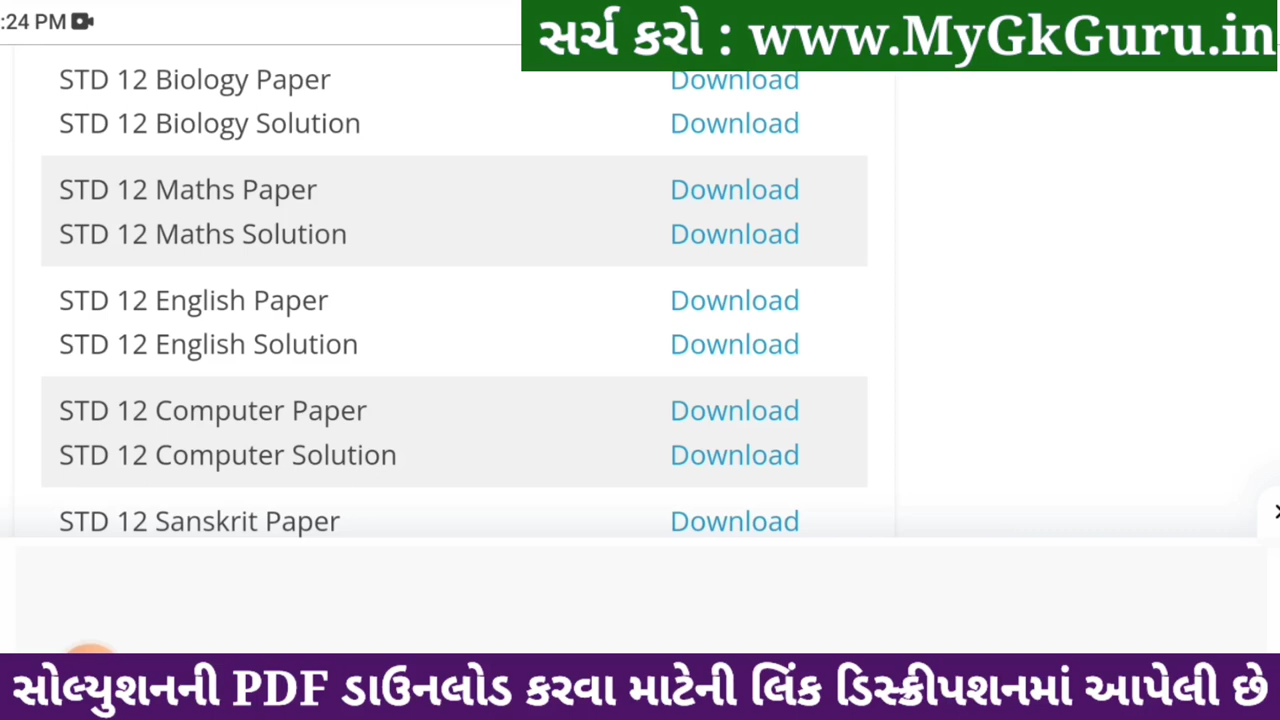 :24 PM
સર્ચ કરો : www.MyGkGuru.in
STD 12 Biology Paper Download
STD 12 Biology Solution Download
STD 12 Maths Paper Download
STD 12 Maths Solution Download
STD 12 English Paper Download
STD 12 English Solution Download
STD 12 Computer Paper Download
STD 12 Computer Solution Download
STD 12 Sanskrit Paper Download
સોલ્યુશનની PDF ડાઉનલોડ કરવા માટેની લિંક ડિસ્ક્રીપશનમાં આપેલી છે